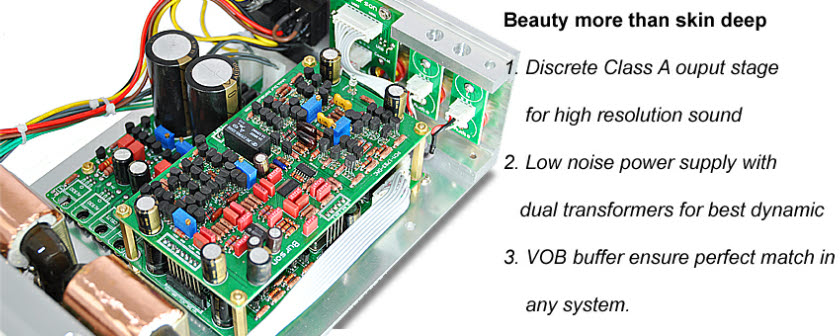 Beauty more than skin deep
1. Discrete Class A ouput stage
for high resolution sound
2. Low noise power supply with
dual transformers for best dynamic
3. VOB buffer ensure perfect match in
any system.
Burson